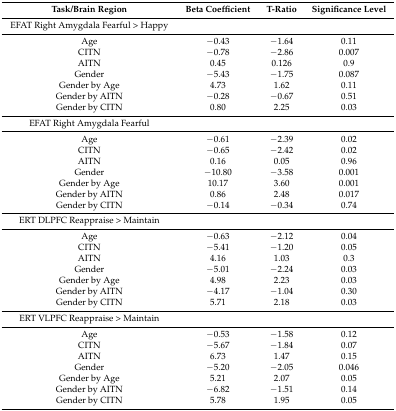 Task/Brain Region Beta Coefficient T-Ratio Significance Level
EFAT Right Amygdala Fearful > Happy
Age −0.43 −1.64 0.11
CITN −0.78 −2.86 0.007
AITN 0.45 0.126 0.9
Gender −5.43 −1.75 0.087
Gender by Age 4.73 1.62 0.11
Gender by AITN −0.28 −0.67 0.51
Gender by CITN 0.80 2.25 0.03
EFAT Right Amygdala Fearful
Age −0.61 −2.39 0.02
CITN −0.65 −2.42 0.02
AITN 0.16 0.05 0.96
Gender −10.80 −3.58 0.001
Gender by Age 10.17 3.60 0.001
Gender by AITN 0.86 2.48 0.017
Gender by CITN −0.14 −0.34 0.74
ERT DLPFC Reappraise > Maintain
Age −0.63 −2.12 0.04
CITN −5.41 −1.20 0.05
AITN 4.16 1.03 0.3
Gender −5.01 −2.24 0.03
Gender by Age 4.98 2.23 0.03
Gender by AITN −4.17 −1.04 0.30
Gender by CITN 5.71 2.18 0.03
ERT VLPFC Reappraise > Maintain
Age −0.53 −1.58 0.12
CITN −5.67 −1.84 0.07
AITN 6.73 1.47 0.15
Gender −5.20 −2.05 0.046
Gender by Age 5.21 2.07 0.05
Gender by AITN −6.82 −1.51 0.14
Gender by CITN 5.78 1.95 0.05